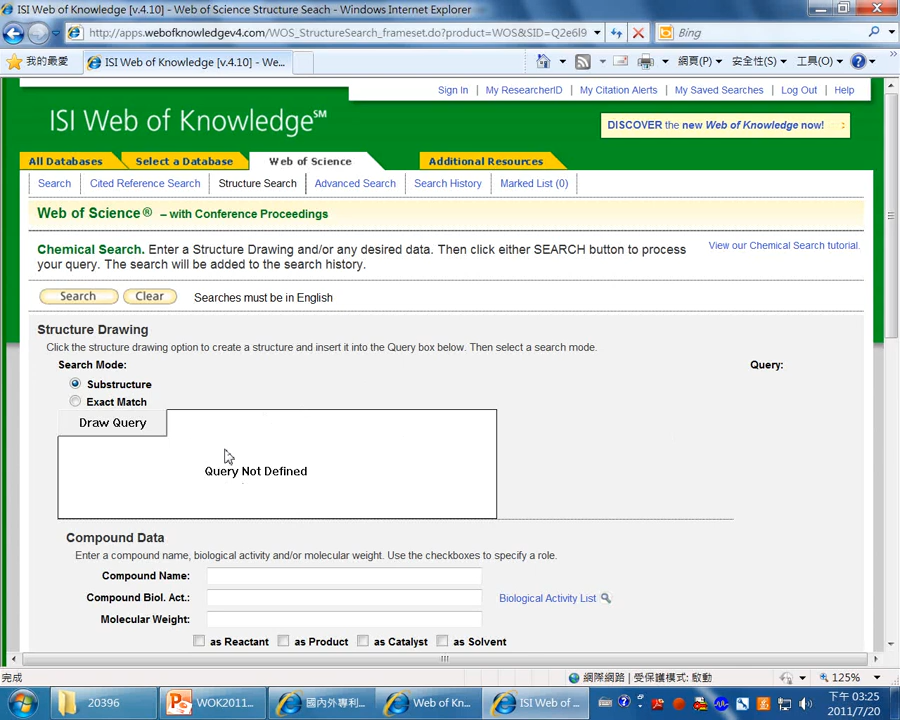 ISI Web of Knowledge [v.4.10] - Web of Science Structure Seach - Windows Internet Explorer
http://apps.webofknowledgev4.com/WOS_StructureSearch_frameset.do?product=WOS&SID=Q2e6I9
Bing
我的最愛
ISI Web of Knowledge [v.4.10] - We...
網頁(P)
安全性(S)
工具(O)
Sign In
My ResearcherID
My Citation Alerts
My Saved Searches
Log Out
Help
ISI Web of Knowledge℠
DISCOVER the new Web of Knowledge now!
All Databases
Select a Database
Web of Science
Additional Resources
Search
Cited Reference Search
Structure Search
Advanced Search
Search History
Marked List (0)
Web of Science® – with Conference Proceedings
Chemical Search. Enter a Structure Drawing and/or any desired data. Then click either SEARCH button to process
your query. The search will be added to the search history.
View our Chemical Search tutorial.
Search
Clear
Searches must be in English
Structure Drawing
Click the structure drawing option to create a structure and insert it into the Query box below. Then select a search mode.
Search Mode:
Query:
Substructure
Exact Match
Draw Query
Query Not Defined
Compound Data
Enter a compound name, biological activity and/or molecular weight. Use the checkboxes to specify a role.
Compound Name:
Compound Biol. Act.:
Biological Activity List
Molecular Weight:
as Reactant
as Product
as Catalyst
as Solvent
完成
網際網路 | 受保護模式: 啟動
125%
20396
WOK2011...
國內外專利...
Web of Kn...
ISI Web of ...
下午 03:25
2011/7/20